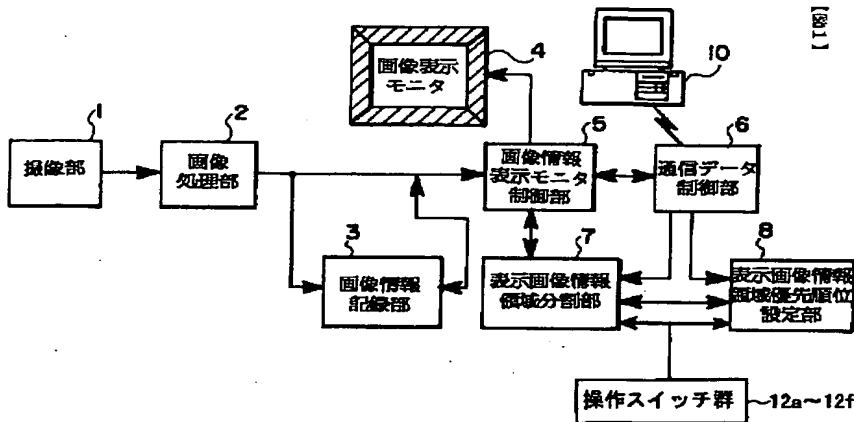 【図1】
1
撮像部
2
画像
処理部
3
画像情報
記録部
4
画像表示
モニタ
5
画像情報
表示モニタ
制御部
10
6
通信データ
制御部
7
表示画像情報
領域分割部
8
表示画像情報
領域優先順位
設定部
操作スイッチ群
12a〜12f